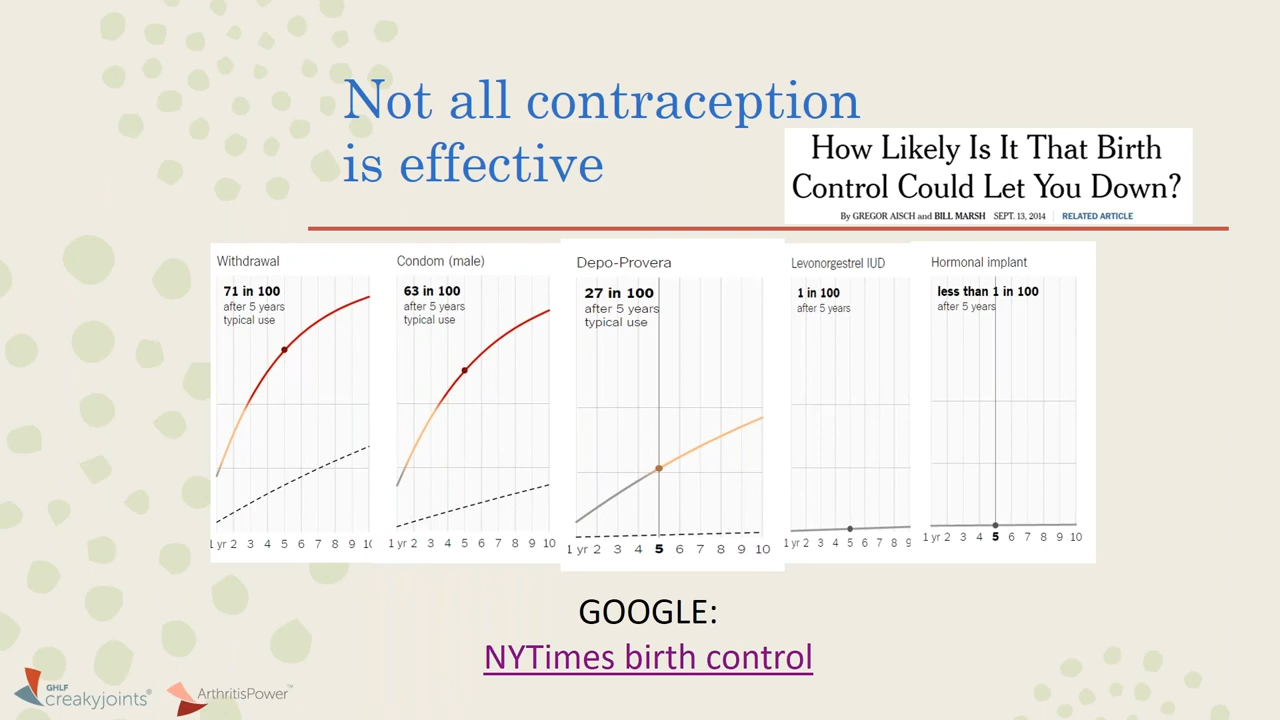 Not all contraception
is effective
How Likely Is It That Birth
Control Could Let You Down?
By GREGOR AISCH and BILL MARSH SEPT. 13, 2014 | RELATED ARTICLE
Withdrawal
71 in 100
after 5 years
typical use
1 yr 2 3 4 5 6 7 8 9 10
Condom (male)
63 in 100
after 5 years
typical use
1 yr 2 3 4 5 6 7 8 9 10
Depo-Provera
27 in 100
after 5 years
typical use
1 yr 2 3 4 5 6 7 8 9 10
Levonorgestrel IUD
1 in 100
after 5 years
1 yr 2 3 4 5 6 7 8 9
Hormonal implant
less than 1 in 100
after 5 years
1 yr 2 3 4 5 6 7 8 9 10
GOOGLE:
NYTimes birth control
GHLF
creakyjoints®
ArthritisPower™